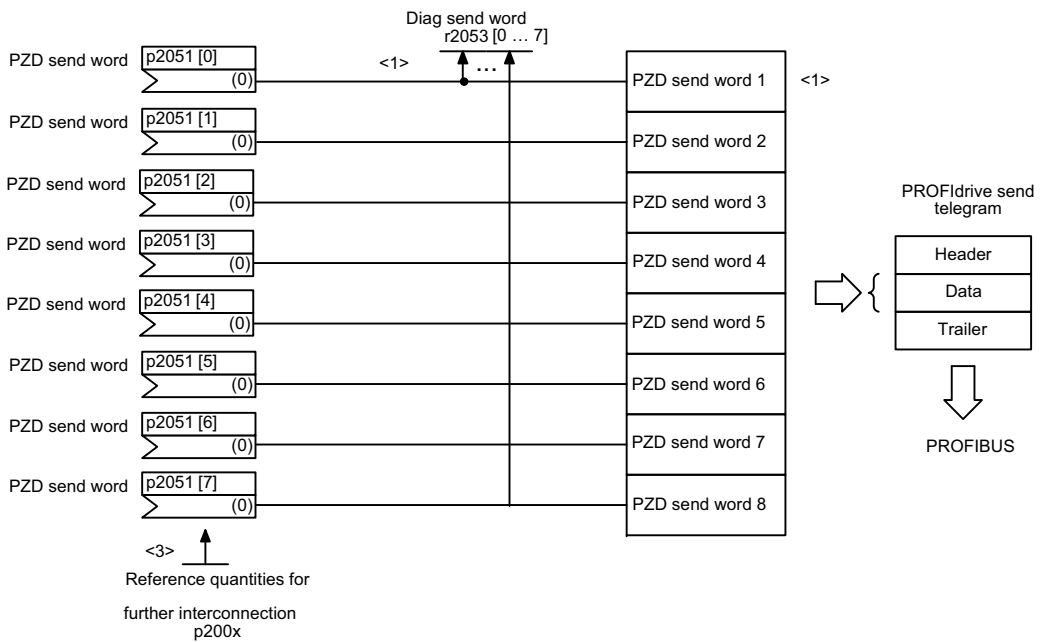 Diag send word
r2053 [0 … 7]
<1>
…
PZD send word
p2051 [0]
(0)
PZD send word 1
<1>
PZD send word
p2051 [1]
(0)
PZD send word 2
PZD send word
p2051 [2]
(0)
PZD send word 3
PZD send word
p2051 [3]
(0)
PZD send word 4
PZD send word
p2051 [4]
(0)
PZD send word 5
PZD send word
p2051 [5]
(0)
PZD send word 6
PZD send word
p2051 [6]
(0)
PZD send word 7
PZD send word
p2051 [7]
(0)
PZD send word 8
<3>
Reference quantities for
further interconnection
p200x
PROFIdrive send
telegram
Header
Data
Trailer
PROFIBUS